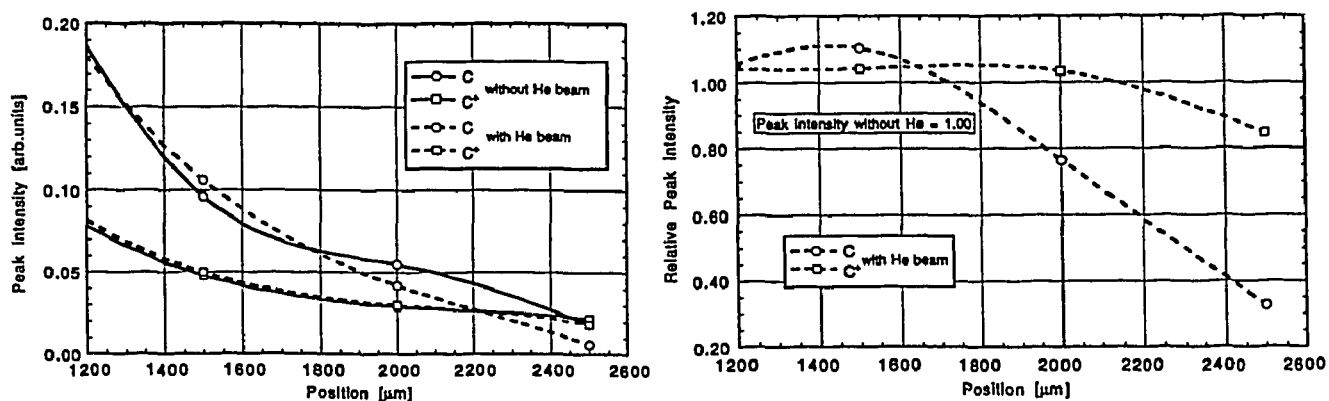 Peak Intensity [arb.units]
0.20
0.15
0.10
0.05
0.00
C
C⁺
without He beam
C
C⁺
with He beam
1200 1400 1600 1800 2000 2200 2400 2600
Position [µm]
Relative Peak Intensity
1.20
1.00
0.80
0.60
0.40
0.20
Peak Intensity without He = 1.00
C
C⁺
with He beam
1200 1400 1600 1800 2000 2200 2400 2600
Position [µm]